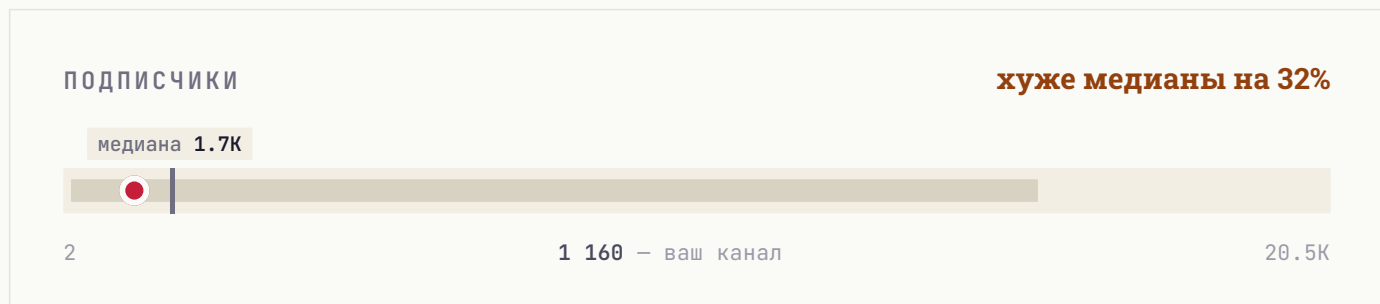 ПОДПИСЧИКИ
хуже медианы на 32%
медиана 1.7K
2
1 160 — ваш канал
20.5K